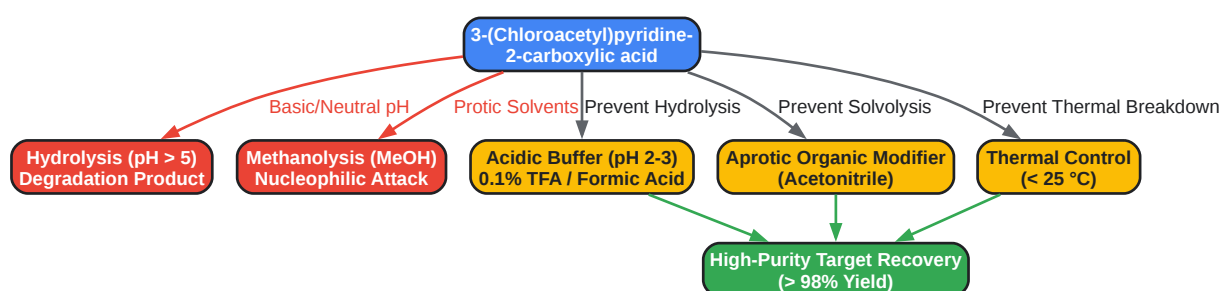 3-(Chloroacetyl)pyridine-
2-carboxylic acid
Basic/Neutral pH
Protic Solvents
Prevent Hydrolysis
Prevent Solvolysis
Prevent Thermal Breakdown
Hydrolysis (pH > 5)
Degradation Product
Methanolysis (MeOH)
Nucleophilic Attack
Acidic Buffer (pH 2-3)
0.1% TFA / Formic Acid
Aprotic Organic Modifier
(Acetonitrile)
Thermal Control
(< 25 °C)
High-Purity Target Recovery
(> 98% Yield)